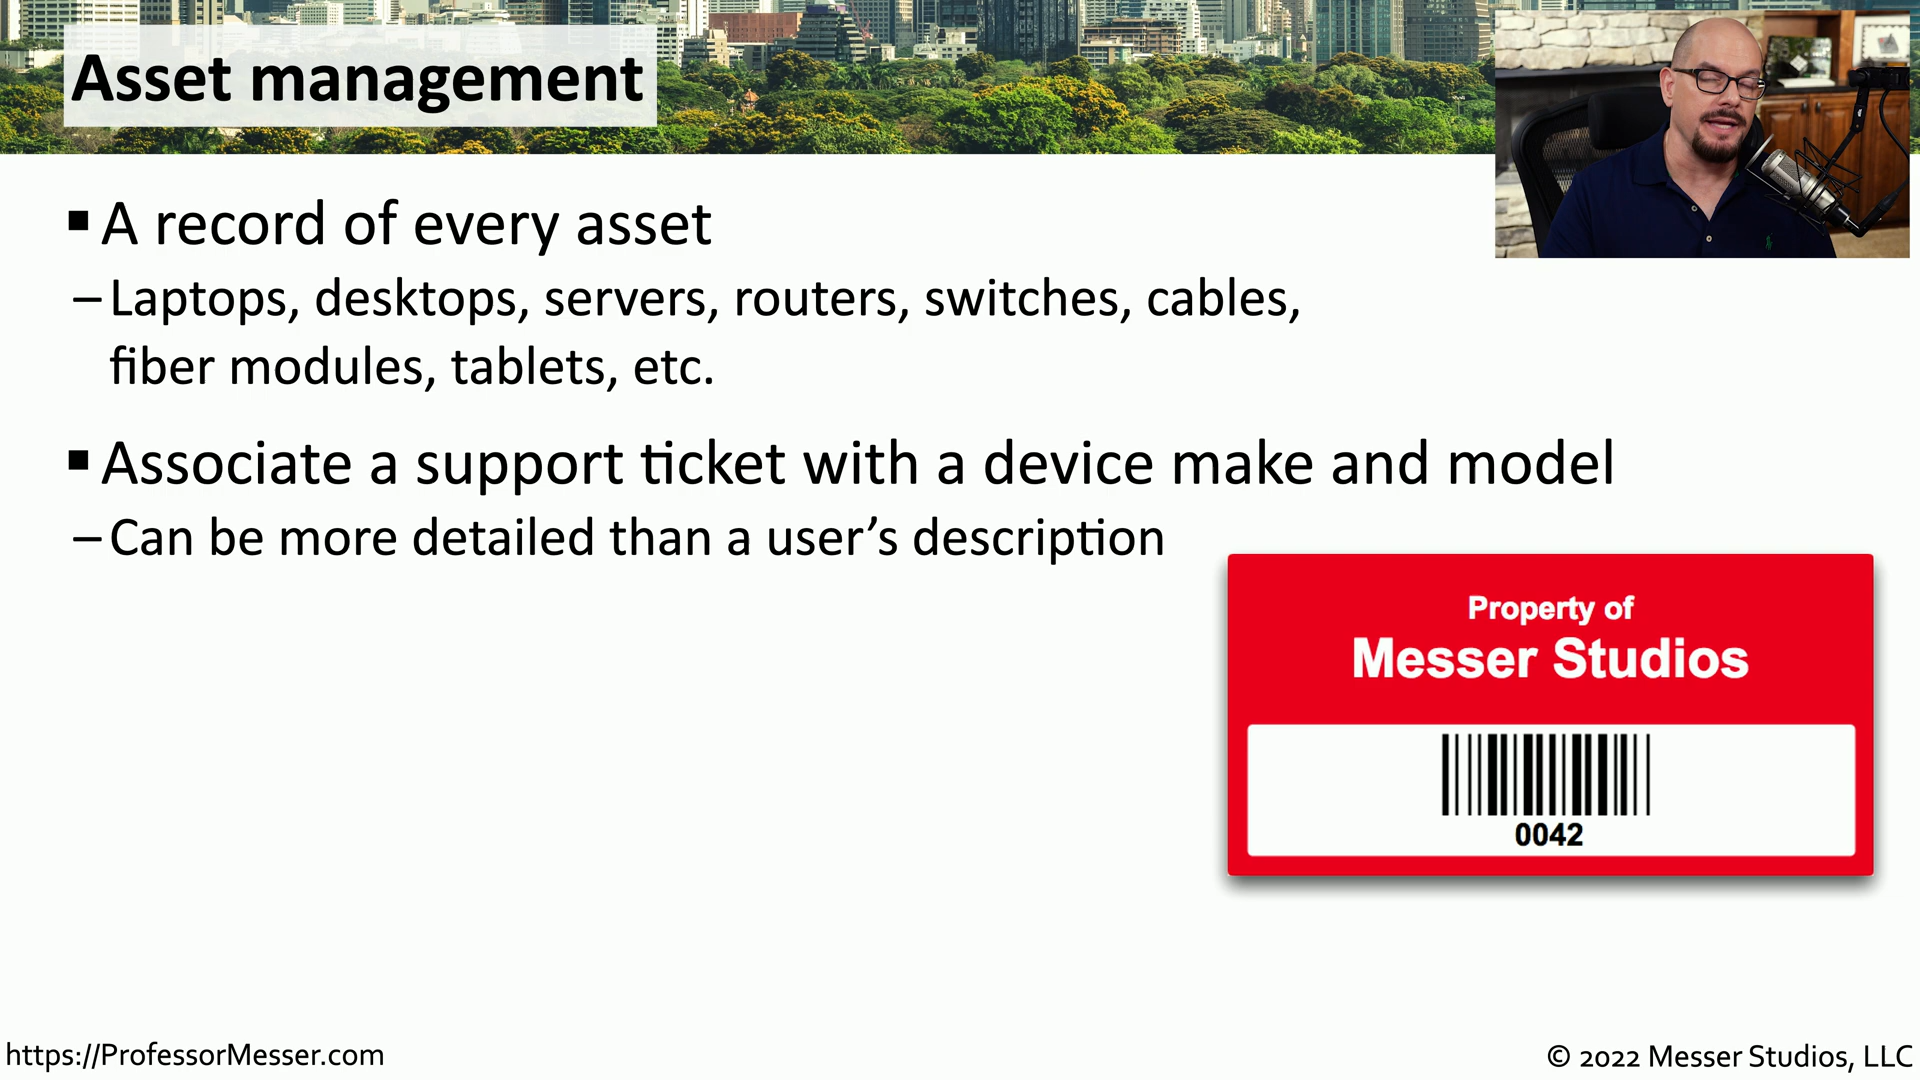 Asset management
▪ A record of every asset
– Laptops, desktops, servers, routers, switches, cables,
fiber modules, tablets, etc.
▪ Associate a support ticket with a device make and model
– Can be more detailed than a user’s description
Property of
Messer Studios
0042
https://ProfessorMesser.com
© 2022 Messer Studios, LLC